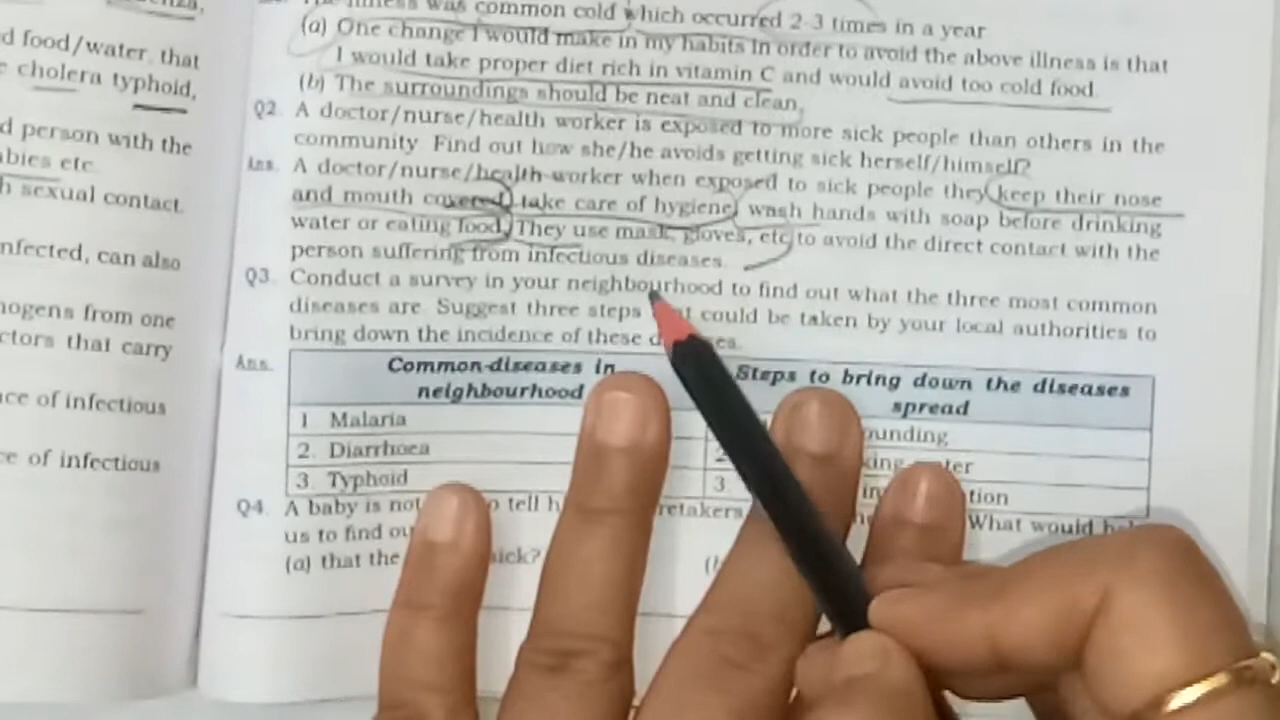 d food/water, that
cholera typhoid,
d person with the
abies etc.
h sexual contact.
nfected, can also
nogens from one
ctors that carry
ce of infectious
ce of infectious
illness was common cold which occurred 2-3 times in a year
(a) One change I would make in my habits in order to avoid the above illness is that
I would take proper diet rich in vitamin C and would avoid too cold food.
(b) The surroundings should be neat and clean.
Q2. A doctor/nurse/health worker is exposed to more sick people than others in the
community. Find out how she/he avoids getting sick herself/himself?
Ans. A doctor/nurse/health worker when exposed to sick people they keep their nose
and mouth covered, take care of hygiene, wash hands with soap before drinking
water or eating food. They use mask, gloves, etc to avoid the direct contact with the
person suffering from infectious diseases.
Q3. Conduct a survey in your neighbourhood to find out what the three most common
diseases are. Suggest three steps could be taken by your local authorities to
bring down the incidence of these
Ans. Common-diseases in neighbourhood Steps to bring down the diseases spread
1 Malaria ounding
2. Diarrhoea 2
3. Typhoid 3. tion
Q4. A baby is not tell What would
us to find
(a) that the sick?